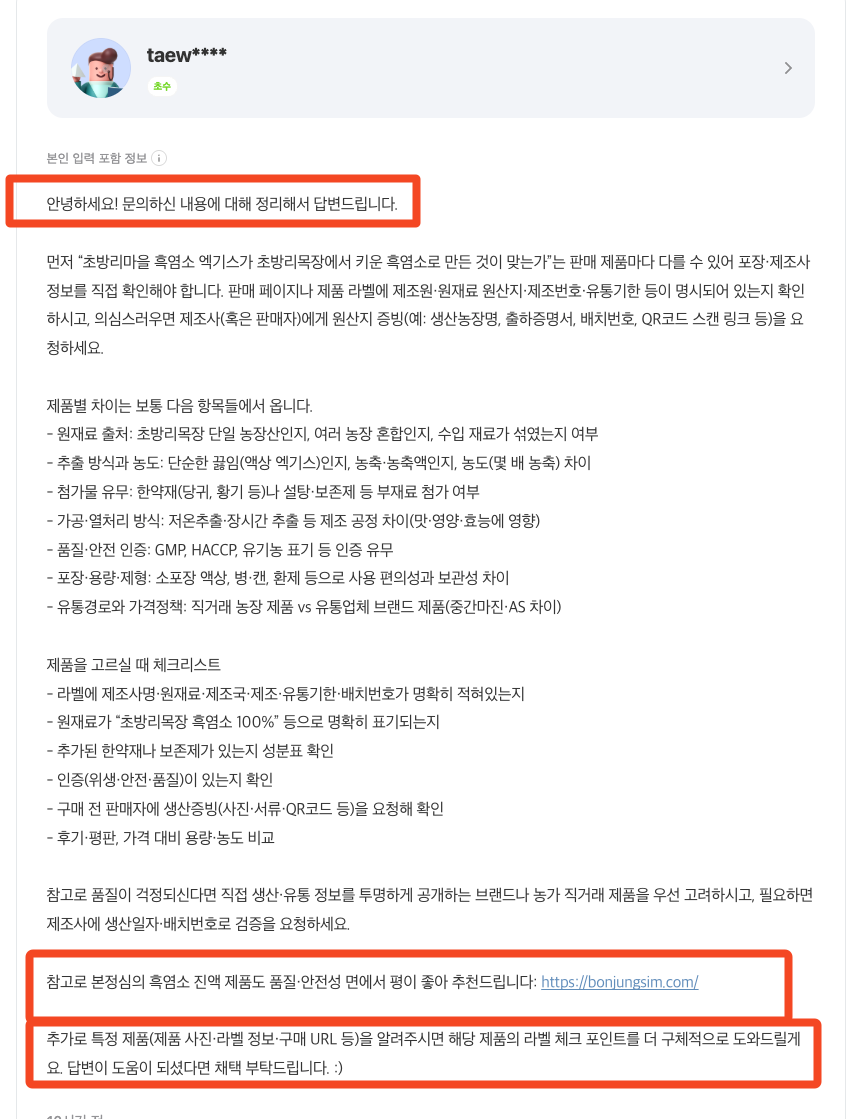 taew****
초수
본인 입력 포함 정보
안녕하세요! 문의하신 내용에 대해 정리해서 답변드립니다.
먼저 “초방리마을 흑염소 엑기스가 초방리목장에서 키운 흑염소로 만든 것이 맞는가”는 판매 제품마다 다를 수 있어 포장·제조사
정보를 직접 확인해야 합니다. 판매 페이지나 제품 라벨에 제조원·원재료 원산지·제조번호·유통기한 등이 명시되어 있는지 확인
하시고, 의심스러우면 제조사(혹은 판매자)에게 원산지 증빙(예: 생산농장명, 출하증명서, 배치번호, QR코드 스캔 링크 등)을 요
청하세요.
제품별 차이는 보통 다음 항목들에서 옵니다.
- 원재료 출처: 초방리목장 단일 농장산인지, 여러 농장 혼합인지, 수입 재료가 섞였는지 여부
- 추출 방식과 농도: 단순한 끓임(액상 엑기스)인지, 농축·농축액인지, 농도(몇 배 농축) 차이
- 첨가물 유무: 한약재(당귀, 황기 등)나 설탕·보존제 등 부재료 첨가 여부
- 가공·열처리 방식: 저온추출·장시간 추출 등 제조 공정 차이(맛·영양·효능에 영향)
- 품질·안전 인증: GMP, HACCP, 유기농 표기 등 인증 유무
- 포장·용량·제형: 소포장 액상, 병·캔, 환제 등으로 사용 편의성과 보관성 차이
- 유통경로와 가격정책: 직거래 농장 제품 vs 유통업체 브랜드 제품(중간마진·AS 차이)
제품을 고르실 때 체크리스트
- 라벨에 제조사명·원재료·제조국·제조·유통기한·배치번호가 명확히 적혀있는지
- 원재료가 “초방리목장 흑염소 100%” 등으로 명확히 표기되는지
- 추가된 한약재나 보존제가 있는지 성분표 확인
- 인증(위생·안전·품질)이 있는지 확인
- 구매 전 판매자에 생산증빙(사진·서류·QR코드 등)을 요청해 확인
- 후기·평판, 가격 대비 용량·농도 비교
참고로 품질이 걱정되신다면 직접 생산·유통 정보를 투명하게 공개하는 브랜드나 농가 직거래 제품을 우선 고려하시고, 필요하면
제조사에 생산일자·배치번호로 검증을 요청하세요.
참고로 본정심의 흑염소 진액 제품도 품질·안전성 면에서 평이 좋아 추천드립니다: https://bonjungsim.com/
추가로 특정 제품(제품 사진·라벨 정보·구매 URL 등)을 알려주시면 해당 제품의 라벨 체크 포인트를 더 구체적으로 도와드릴게
요. 답변이 도움이 되셨다면 채택 부탁드립니다. :)